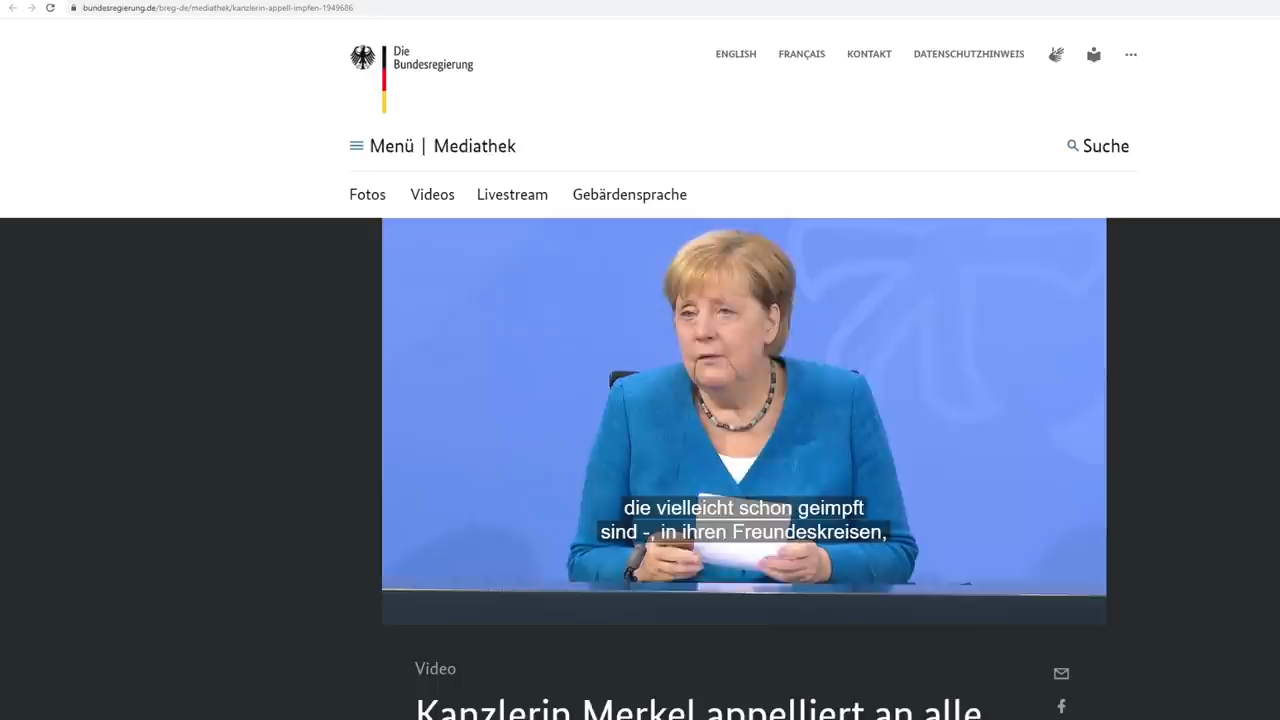 bundesregierung.de/breg-de/mediathek/kanzlerin-appell-impfen-1949686
Die
Bundesregierung
ENGLISH FRANÇAIS KONTAKT DATENSCHUTZHINWEIS
Menü | Mediathek
Suche
Fotos Videos Livestream Gebärdensprache
die vielleicht schon geimpft
sind -, in ihren Freundeskreisen,
Video
Kanzlerin Merkel appelliert an alle